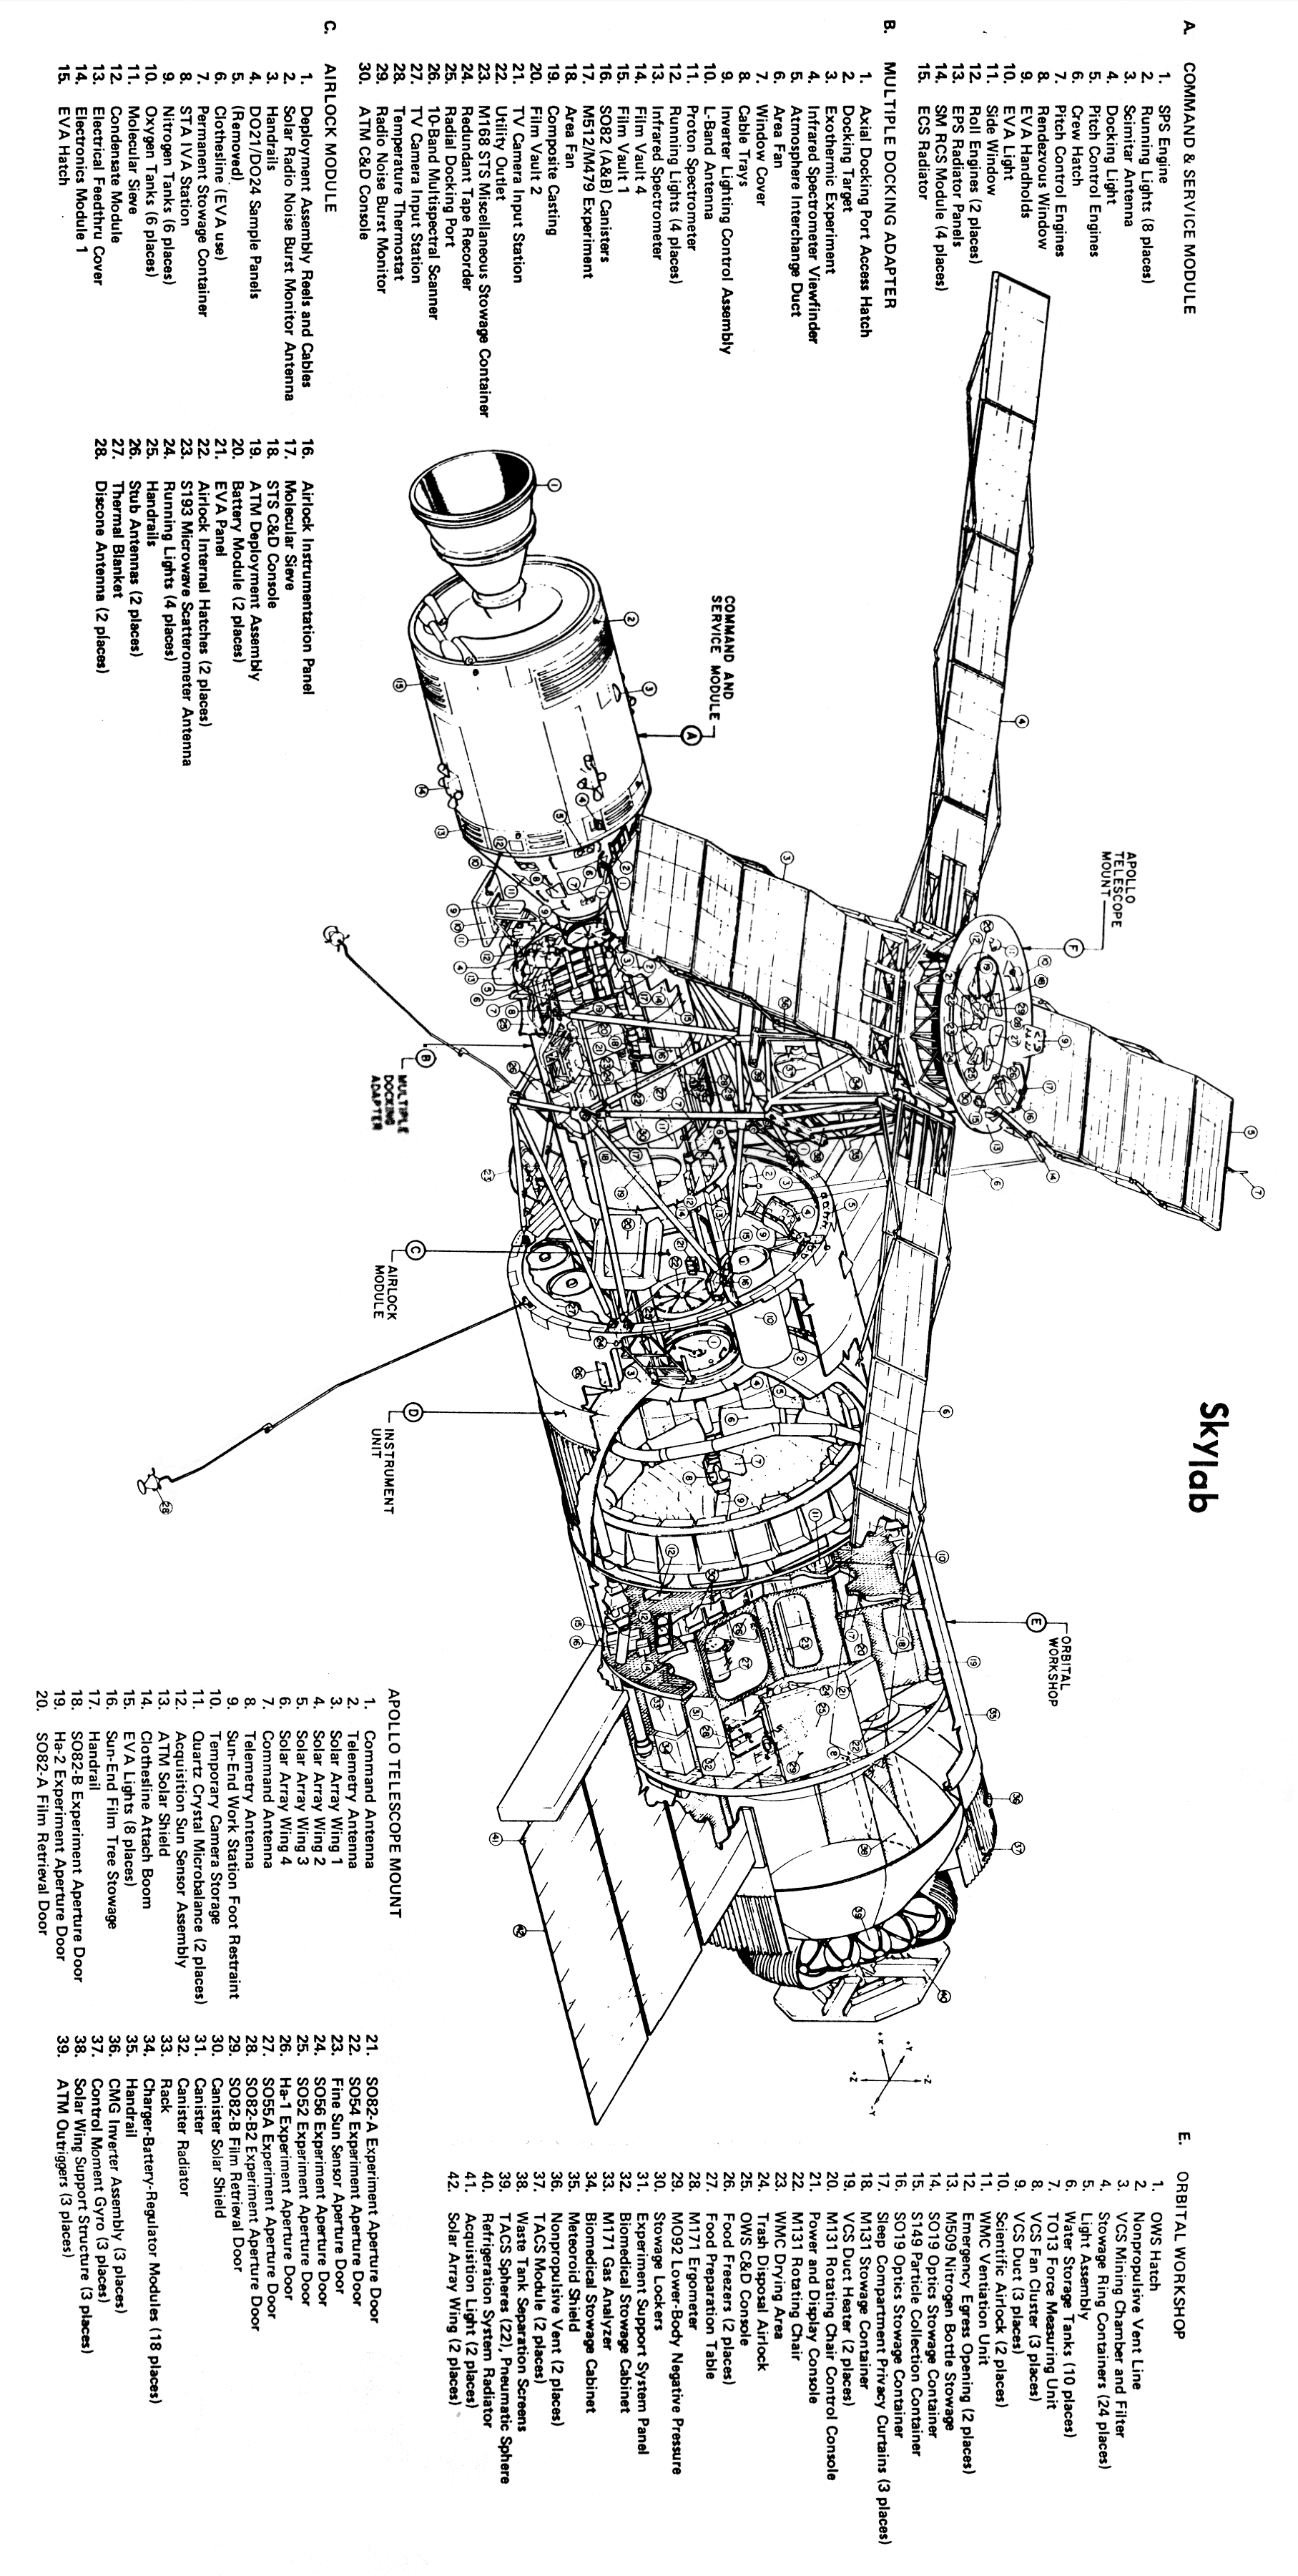 Skylab
A. COMMAND & SERVICE MODULE
1. SPS Engine
2. Running Lights (8 places)
3. Scimitar Antenna
4. Docking Light
5. Pitch Control Engines
6. Crew Hatch
7. Pitch Control Engines
8. Rendezvous Window
9. EVA Handholds
10. EVA Light
11. Side Window
12. Roll Engines (2 places)
13. EPS Radiator Panels
14. SM RCS Module (4 places)
15. ECS Radiator
B. MULTIPLE DOCKING ADAPTER
1. Axial Docking Port Access Hatch
2. Docking Target
3. Exothermic Experiment
4. Infrared Spectrometer Viewfinder
5. Atmosphere Interchange Duct
6. Area Fan
7. Window Cover
8. Cable Trays
9. Inverter Lighting Control Assembly
10. L-Band Antenna
11. Proton Spectrometer
12. Running Lights (4 places)
13. Infrared Spectrometer
14. Film Vault 4
15. Film Vault 1
16. SO82 (A&B) Canisters
17. M512/M479 Experiment
18. Area Fan
19. Composite Casting
20. Film Vault 2
21. TV Camera Input Station
22. Utility Outlet
23. M168 STS Miscellaneous Stowage Container
24. Redundant Tape Recorder
25. Radial Docking Port
26. 10-Band Multispectral Scanner
27. TV Camera Input Station
28. Temperature Thermostat
29. Radio Noise Burst Monitor
30. ATM C&D Console
C. AIRLOCK MODULE
1. Deployment Assembly Reels and Cables
2. Solar Radio Noise Burst Monitor Antenna
3. Handrails
4. DO21/DO24 Sample Panels
5. (Removed)
6. Clothesline (EVA use)
7. Permanent Stowage Container
8. STA IVA Station
9. Nitrogen Tanks (6 places)
10. Oxygen Tanks (6 places)
11. Molecular Sieve
12. Condensate Module
13. Electrical Feedthru Cover
14. Electronics Module 1
15. EVA Hatch
16. Airlock Instrumentation Panel
17. Molecular Sieve
18. STS C&D Console
19. ATM Deployment Assembly
20. Battery Module (2 places)
21. EVA Panel
22. Airlock Internal Hatches (2 places)
23. S193 Microwave Scatterometer Antenna
24. Running Lights (4 places)
25. Handrails
26. Stub Antennas (2 places)
27. Thermal Blanket
28. Discone Antenna (2 places)
COMMAND AND
SERVICE MODULE
A
APOLLO
TELESCOPE
MOUNT
F
B
MULTIPLE
DOCKING
ADAPTER
C
AIRLOCK
MODULE
D
INSTRUMENT
UNIT
E
ORBITAL
WORKSHOP
APOLLO TELESCOPE MOUNT
1. Command Antenna
2. Telemetry Antenna
3. Solar Array Wing 1
4. Solar Array Wing 2
5. Solar Array Wing 3
6. Solar Array Wing 4
7. Command Antenna
8. Telemetry Antenna
9. Sun-End Work Station Foot Restraint
10. Temporary Camera Storage
11. Quartz Crystal Microbalance (2 places)
12. Acquisition Sun Sensor Assembly
13. ATM Solar Shield
14. Clothesline Attach Boom
15. EVA Lights (8 places)
16. Sun-End Film Tree Stowage
17. Handrail
18. SO82-B Experiment Aperture Door
19. Ha-2 Experiment Aperture Door
20. SO82-A Film Retrieval Door
21. SO82-A Experiment Aperture Door
22. SO54 Experiment Aperture Door
23. Fine Sun Sensor Aperture Door
24. SO56 Experiment Aperture Door
25. SO52 Experiment Aperture Door
26. Ha-1 Experiment Aperture Door
27. SO55A Experiment Aperture Door
28. SO82-B2 Experiment Aperture Door
29. SO82-B Film Retrieval Door
30. Canister Solar Shield
31. Canister
32. Canister Radiator
33. Rack
34. Charger-Battery-Regulator Modules (18 places)
35. Handrail
36. CMG Inverter Assembly (3 places)
37. Control Moment Gyro (3 places)
38. Solar Wing Support Structure (3 places)
39. ATM Outriggers (3 places)
E. ORBITAL WORKSHOP
1. OWS Hatch
2. Nonpropulsive Vent Line
3. VCS Mining Chamber and Filter
4. Stowage Ring Containers (24 places)
5. Light Assembly
6. Water Storage Tanks (10 places)
7. TO13 Force Measuring Unit
8. VCS Fan Cluster (3 places)
9. VCS Duct (3 places)
10. Scientific Airlock (2 places)
11. WMC Ventiation Unit
12. Emergency Egress Opening (2 places)
13. M509 Nitrogen Bottle Stowage
14. SO19 Optics Stowage Container
15. S149 Particle Collection Container
16. SO19 Optics Stowage Container
17. Sleep Compartment Privacy Curtains (3 places)
18. M131 Stowage Container
19. VCS Duct Heater (2 places)
20. M131 Rotating Chair Control Console
21. Power and Display Console
22. M131 Rotating Chair
23. WMC Drying Area
24. Trash Disposal Airlock
25. OWS C&D Console
26. Food Freezers (2 places)
27. Food Preparation Table
28. M171 Ergometer
29. MO92 Lower-Body Negative Pressure
30. Stowage Lockers
31. Experiment Support System Panel
32. Biomedical Stowage Cabinet
33. M171 Gas Analyzer
34. Biomedical Stowage Cabinet
35. Meteoroid Shield
36. Nonpropulsive Vent (2 places)
37. TACS Module (2 places)
38. Waste Tank Separation Screens
39. TACS Spheres (22), Pneumatic Sphere
40. Refrigeration System Radiator
41. Acquisition Light (2 places)
42. Solar Array Wing (2 places)